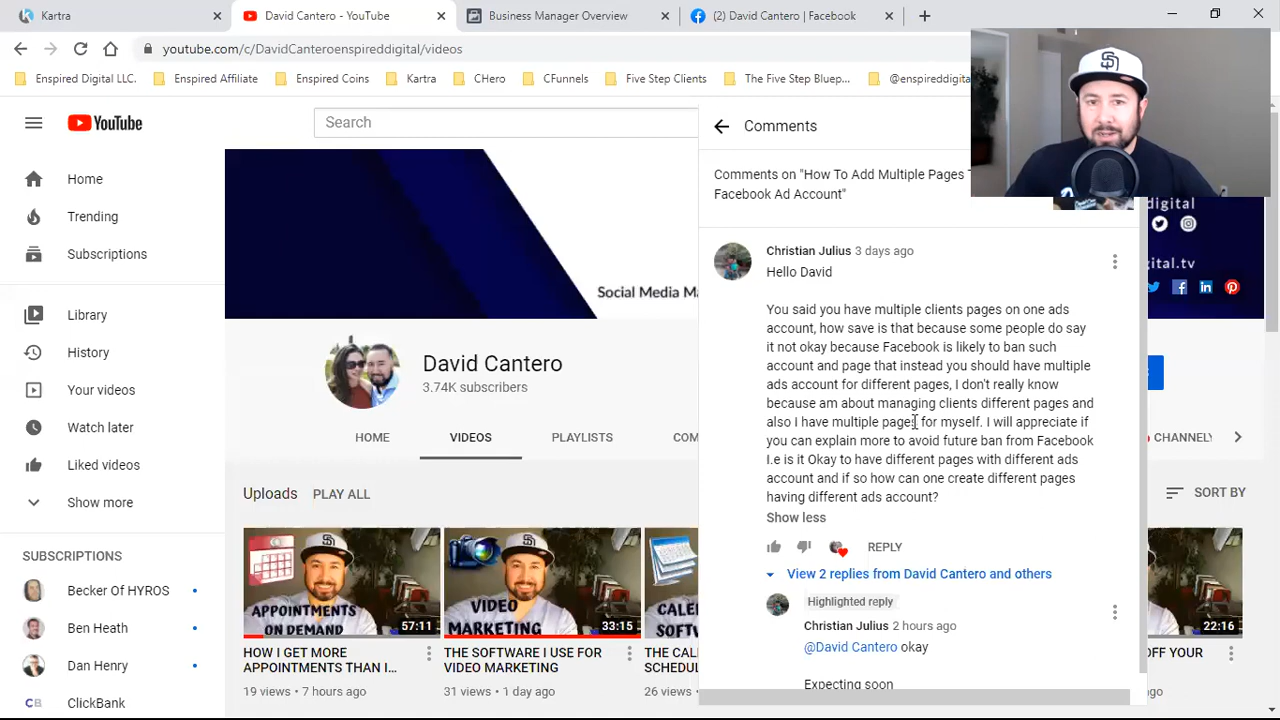 Kartra
David Cantero - YouTube
Business Manager Overview
(2) David Cantero | Facebook
youtube.com/c/DavidCanteroenspireddigital/videos
Enspired Digital LLC.
Enspired Affiliate
Enspired Coins
Kartra
CHero
CFunnels
Five Step Clients
The Five Step Bluep...
@enspireddigita
YouTube
Search
Comments
Comments on "How To Add Multiple Pages T
Facebook Ad Account"
Home
Trending
Subscriptions
Library
History
Your videos
Watch later
Liked videos
Show more
SUBSCRIPTIONS
Becker Of HYROS
Ben Heath
Dan Henry
CB
ClickBank
Social Media Ma
digital
gital.tv
David Cantero
3.74K subscribers
HOME
VIDEOS
PLAYLISTS
COM
CHANNEL
Uploads
PLAY ALL
SORT BY
Christian Julius 3 days ago
Hello David
You said you have multiple clients pages on one ads
account, how save is that because some people do say
it not okay because Facebook is likely to ban such
account and page that instead you should have multiple
ads account for different pages, I don't really know
because am about managing clients different pages and
also I have multiple pages for myself. I will appreciate if
you can explain more to avoid future ban from Facebook
I.e is it Okay to have different pages with different ads
account and if so how can one create different pages
having different ads account?
Show less
REPLY
View 2 replies from David Cantero and others
Highlighted reply
Christian Julius 2 hours ago
@David Cantero okay
Expecting soon
APPOINTMENTS
ON DEMAND
57:11
HOW I GET MORE
APPOINTMENTS THAN I...
19 views • 7 hours ago
VIDEO
MARKETING
33:15
THE SOFTWARE I USE FOR
VIDEO MARKETING
31 views • 1 day ago
CALE
SOFTW
THE CAL
SCHEDUL
26 views •
22:16
OFF YOUR
go